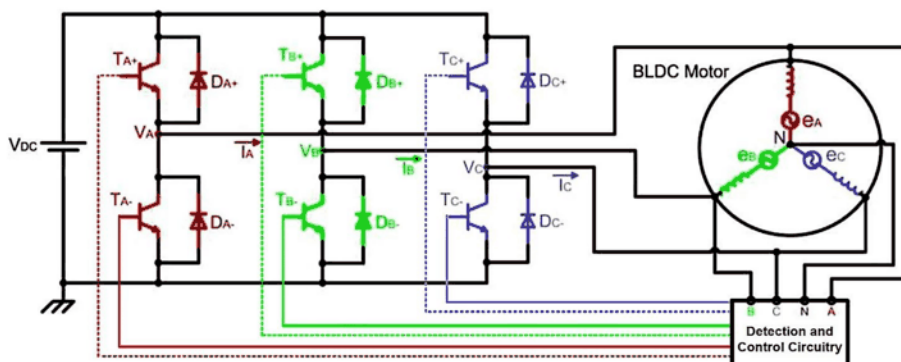 TA+
DA+
TB+
DB+
TC+
DC+
BLDC Motor
VDC
VA
IA
VB
IB
VC
IC
N
eA
eB
eC
TA-
DA-
TB-
DB-
TC-
DC-
B C N A
Detection and
Control Circuitry